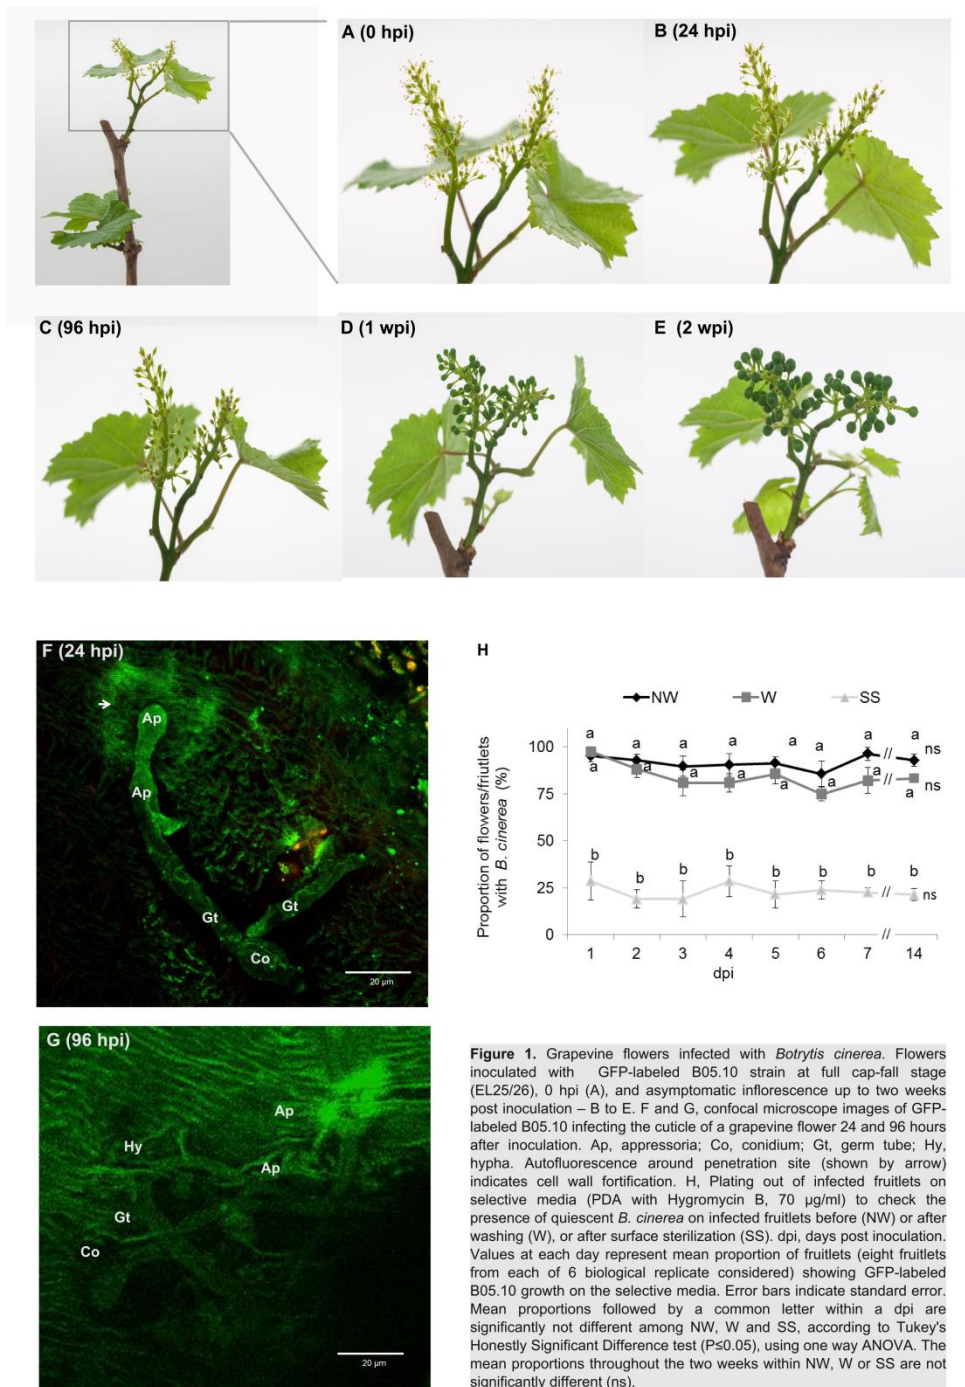 A (0 hpi)
B (24 hpi)
C (96 hpi)
D (1 wpi)
E (2 wpi)
F (24 hpi)
Ap
Ap
Gt
Gt
Co
20 µm
G (96 hpi)
Ap
Hy
Ap
Gt
Co
20 µm
H
NW W SS
Proportion of flowers/friutlets
with B. cinerea (%)
100
75
50
25
0
a a a a a a a // a ns
a a a a a a a // a ns
b b b b b b b // b ns
//
1 2 3 4 5 6 7 14
dpi
Figure 1. Grapevine flowers infected with Botrytis cinerea. Flowers
inoculated with GFP-labeled B05.10 strain at full cap-fall stage
(EL25/26), 0 hpi (A), and asymptomatic inflorescence up to two weeks
post inoculation – B to E. F and G, confocal microscope images of GFP-
labeled B05.10 infecting the cuticle of a grapevine flower 24 and 96 hours
after inoculation. Ap, appressoria; Co, conidium; Gt, germ tube; Hy,
hypha. Autofluorescence around penetration site (shown by arrow)
indicates cell wall fortification. H, Plating out of infected fruitlets on
selective media (PDA with Hygromycin B, 70 µg/ml) to check the
presence of quiescent B. cinerea on infected fruitlets before (NW) or after
washing (W), or after surface sterilization (SS). dpi, days post inoculation.
Values at each day represent mean proportion of fruitlets (eight fruitlets
from each of 6 biological replicate considered) showing GFP-labeled
B05.10 growth on the selective media. Error bars indicate standard error.
Mean proportions followed by a common letter within a dpi are
significantly not different among NW, W and SS, according to Tukey's
Honestly Significant Difference test (P≤0.05), using one way ANOVA. The
mean proportions throughout the two weeks within NW, W or SS are not
significantly different (ns).